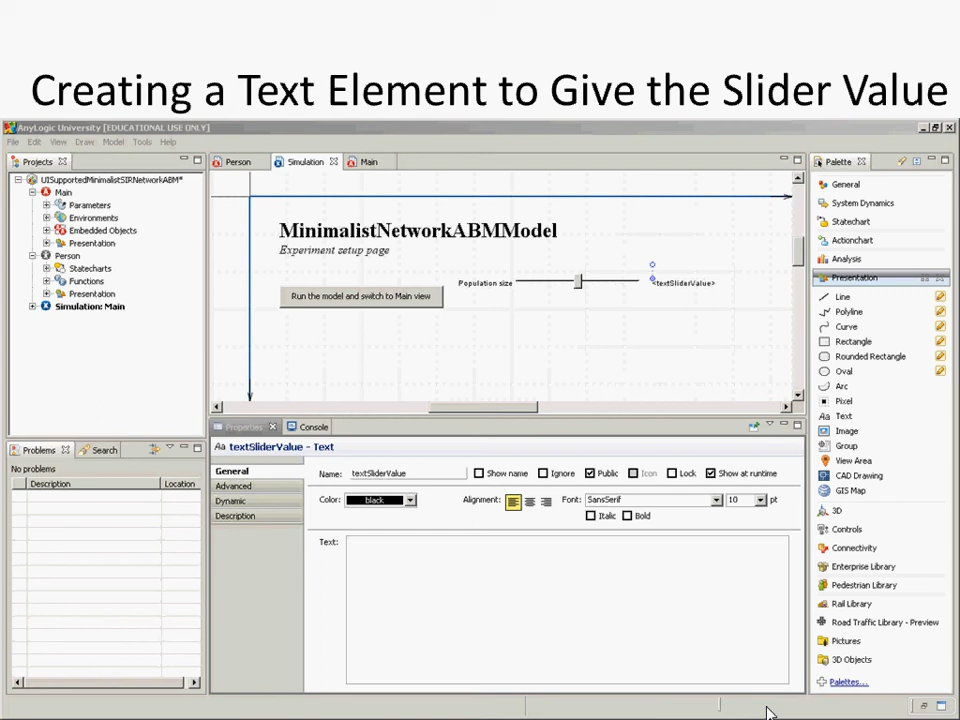 Creating a Text Element to Give the Slider Value
AnyLogic University [EDUCATIONAL USE ONLY]
File Edit View Draw Model Tools Help
Projects
UISupportedMinimalistSIRNetworkABM*
Main
Parameters
Environments
Embedded Objects
Presentation
Person
Statecharts
Functions
Presentation
Simulation: Main
Problems
Search
No problems
Description
Location
Person
Simulation
Main
MinimalistNetworkABMModel
Experiment setup page
Run the model and switch to Main view
Population size
<textSliderValue>
Properties
Console
Aa textSliderValue - Text
General
Advanced
Dynamic
Description
Name: textSliderValue Show name Ignore Public Icon Lock Show at runtime
Color: black Alignment: Font: SansSerif 10 pt
Italic Bold
Text:
Palette
General
System Dynamics
Statechart
Actionchart
Analysis
Presentation
Line
Polyline
Curve
Rectangle
Rounded Rectangle
Oval
Arc
Pixel
Aa Text
Image
Group
View Area
CAD Drawing
GIS Map
3D
Controls
Connectivity
Enterprise Library
Pedestrian Library
Rail Library
Road Traffic Library - Preview
Pictures
3D Objects
Palettes...